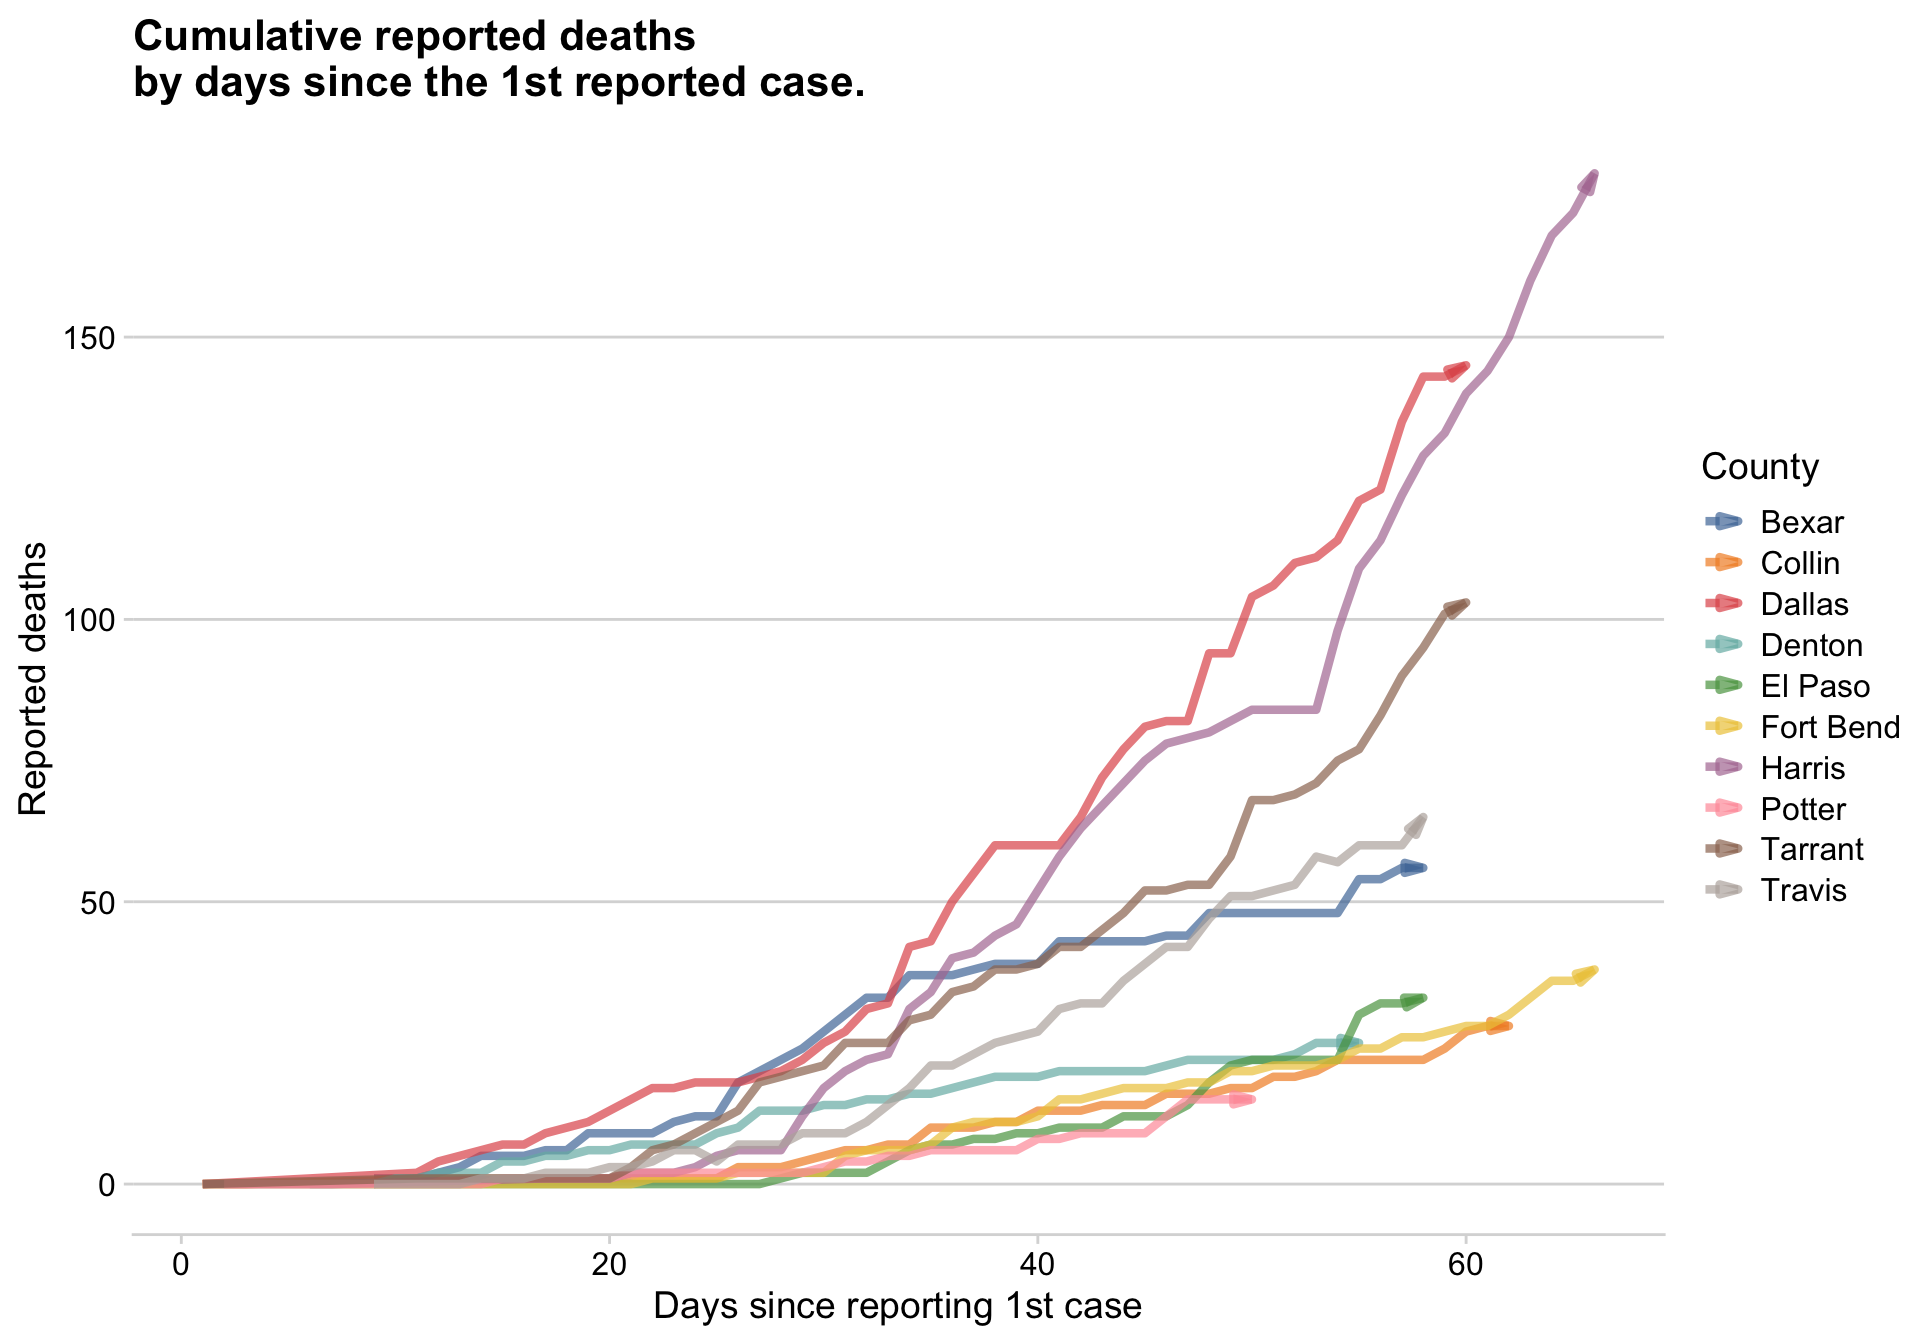 Cumulative reported deaths
by days since the 1st reported case.
Reported deaths
150
100
50
0
0
20
40
60
Days since reporting 1st case
County
Bexar
Collin
Dallas
Denton
El Paso
Fort Bend
Harris
Potter
Tarrant
Travis